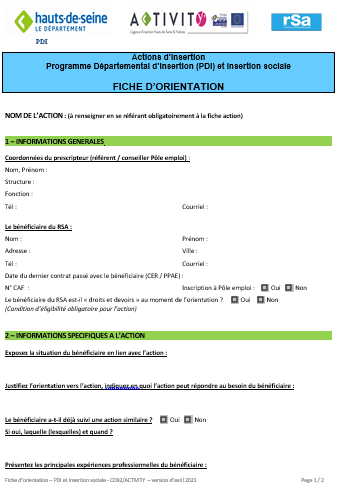 hauts-de-seine
LE DÉPARTEMENT
PDI
ACTIVITY
rSa
Actions d'Insertion
Programme Départemental d'Insertion (PDI) et Insertion sociale
FICHE D'ORIENTATION
NOM DE L'ACTION : (à renseigner en se référant obligatoirement à la fiche action)
1 – INFORMATIONS GENERALES
Coordonnées du prescripteur (référent / conseiller Pôle emploi) :
Nom, Prénom :
Structure :
Fonction :
Tél : Courriel :
Le bénéficiaire du RSA :
Nom : Prénom :
Adresse : Ville :
Tél : Courriel :
Date du dernier contrat passé avec le bénéficiaire (CER / PPAE) :
N° CAF : Inscription à Pôle emploi : Oui Non
Le bénéficiaire du RSA est-il « droits et devoirs » au moment de l'orientation ? Oui Non
(Condition d'éligibilité obligatoire pour l'action)
2 – INFORMATIONS SPECIFIQUES A L'ACTION
Exposez la situation du bénéficiaire en lien avec l'action :
Justifiez l'orientation vers l'action, indiquez en quoi l'action peut répondre au besoin du bénéficiaire :
Le bénéficiaire a-t-il déjà suivi une action similaire ? Oui Non
Si oui, laquelle (lesquelles) et quand ?
Présentez les principales expériences professionnelles du bénéficiaire :
Fiche d'orientation – PDI et insertion sociale - CD92/ACTIVITY – version d'avril 2021 Page 1 / 2